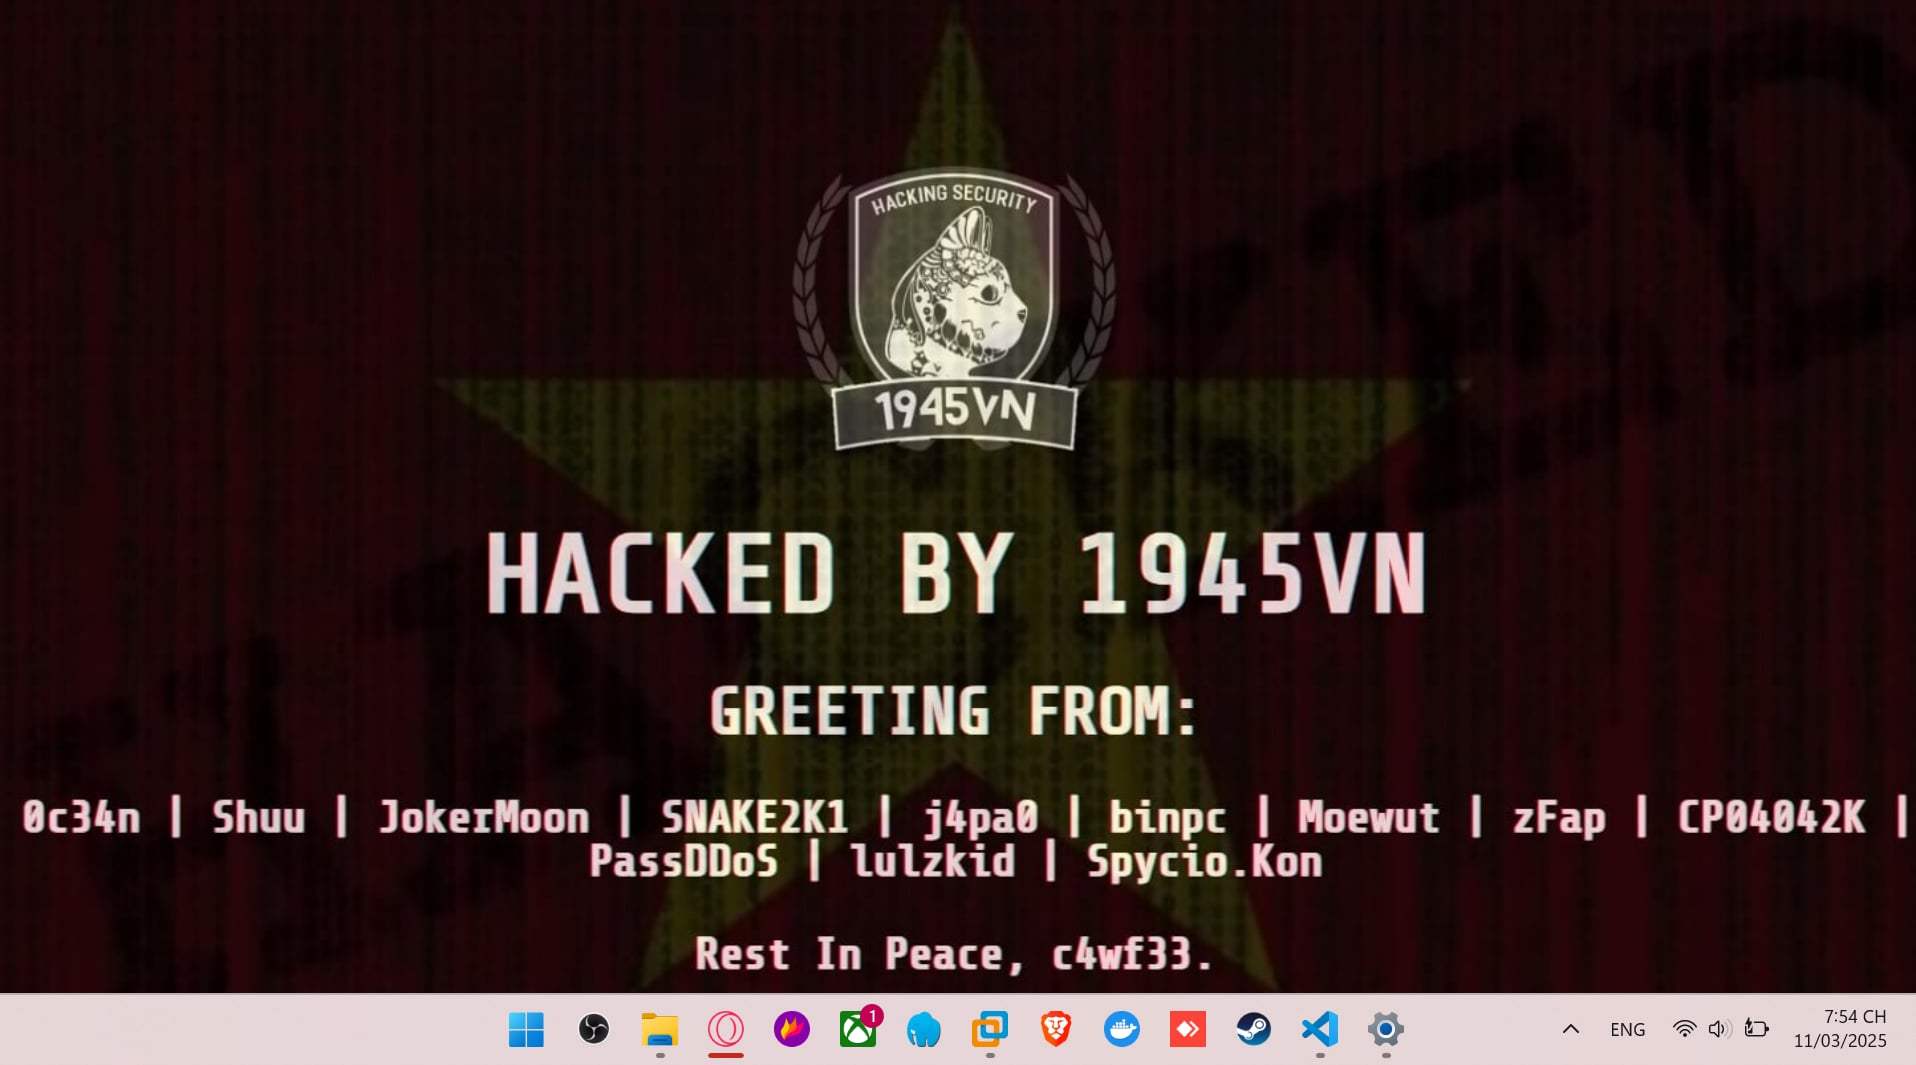 HACKING SECURITY
1945VN
HACKED BY 1945VN
GREETING FROM:
0c34n | Shuu | JokerMoon | SNAKE2K1 | j4pa0 | binpc | Moewut | zFap | CP04042K |
PassDDoS | lulzkid | Spycio.Kon
Rest In Peace, c4wf33.
1
ENG
7:54 CH
11/03/2025